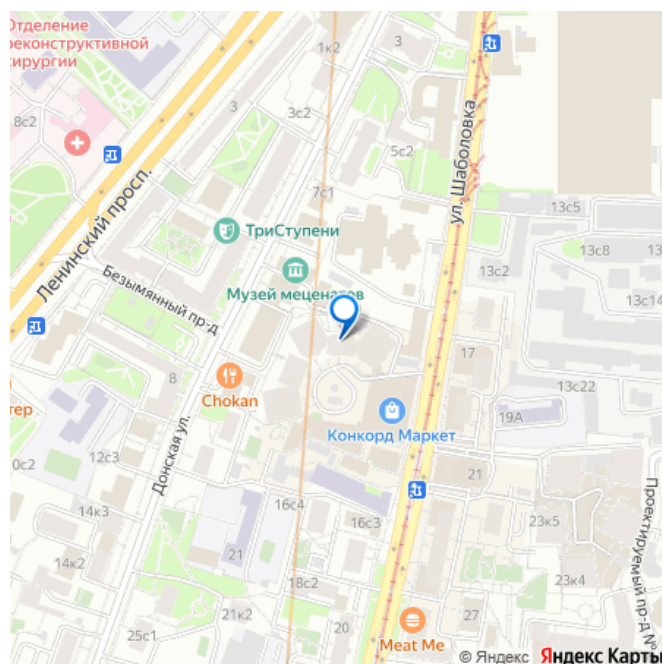 Отделение
реконструктивной
хирургии
8с2
1к2
3
3
3с2
5с2
7с1
ул. Шаболовка
Ленинский просп.
ТриСтупени
13с5
13с2
13с8
13с14
Безымянный пр-д
Музей меценатов
17
8
Chokan
13с22
19А
Конкорд Маркет
тер
0с2
12с3
Донская ул.
21
16с4
16с3
14к3
23к5
Проектируемый пр-д №
14к2
21
18с2
23к4
21к2
20
27
25с1
Meat Me
© Яндекс Яндекс Карты